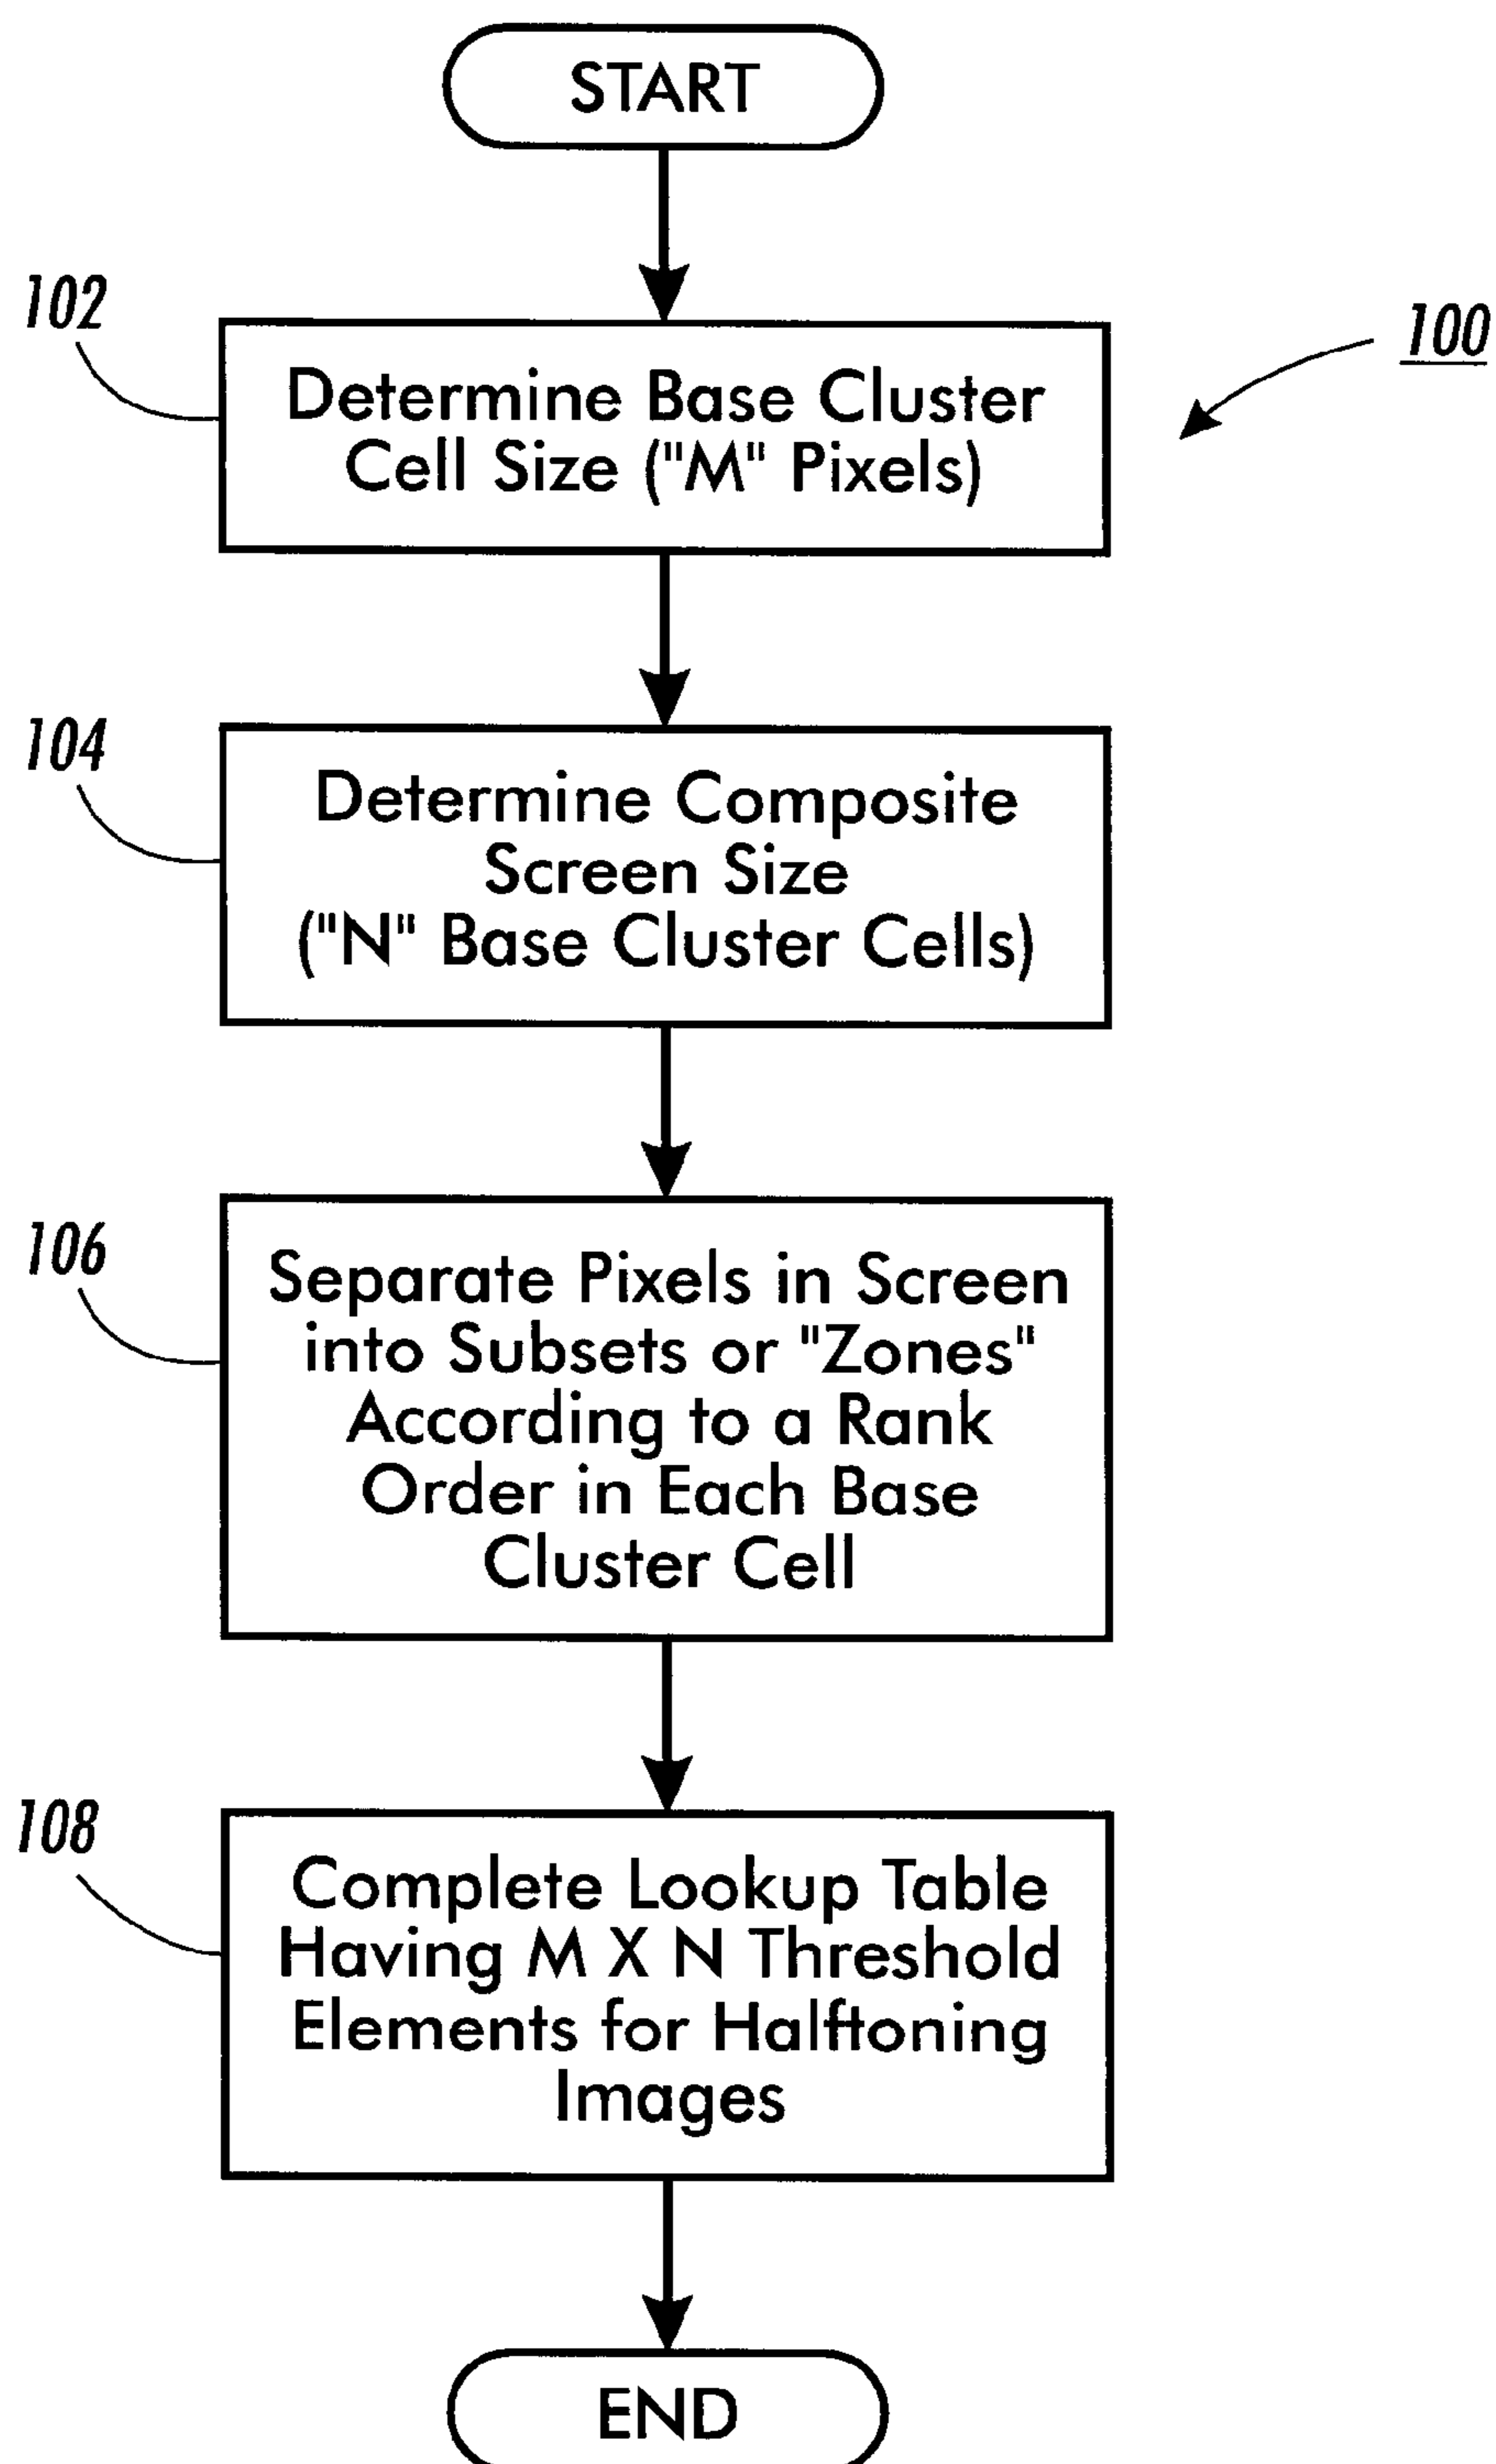 START
102
100
Determine Base Cluster
Cell Size ("M" Pixels)
104
Determine Composite
Screen Size
("N" Base Cluster Cells)
106
Separate Pixels in Screen
into Subsets or "Zones"
According to a Rank
Order in Each Base
Cluster Cell
108
Complete Lookup Table
Having M X N Threshold
Elements for Halftoning
Images
END